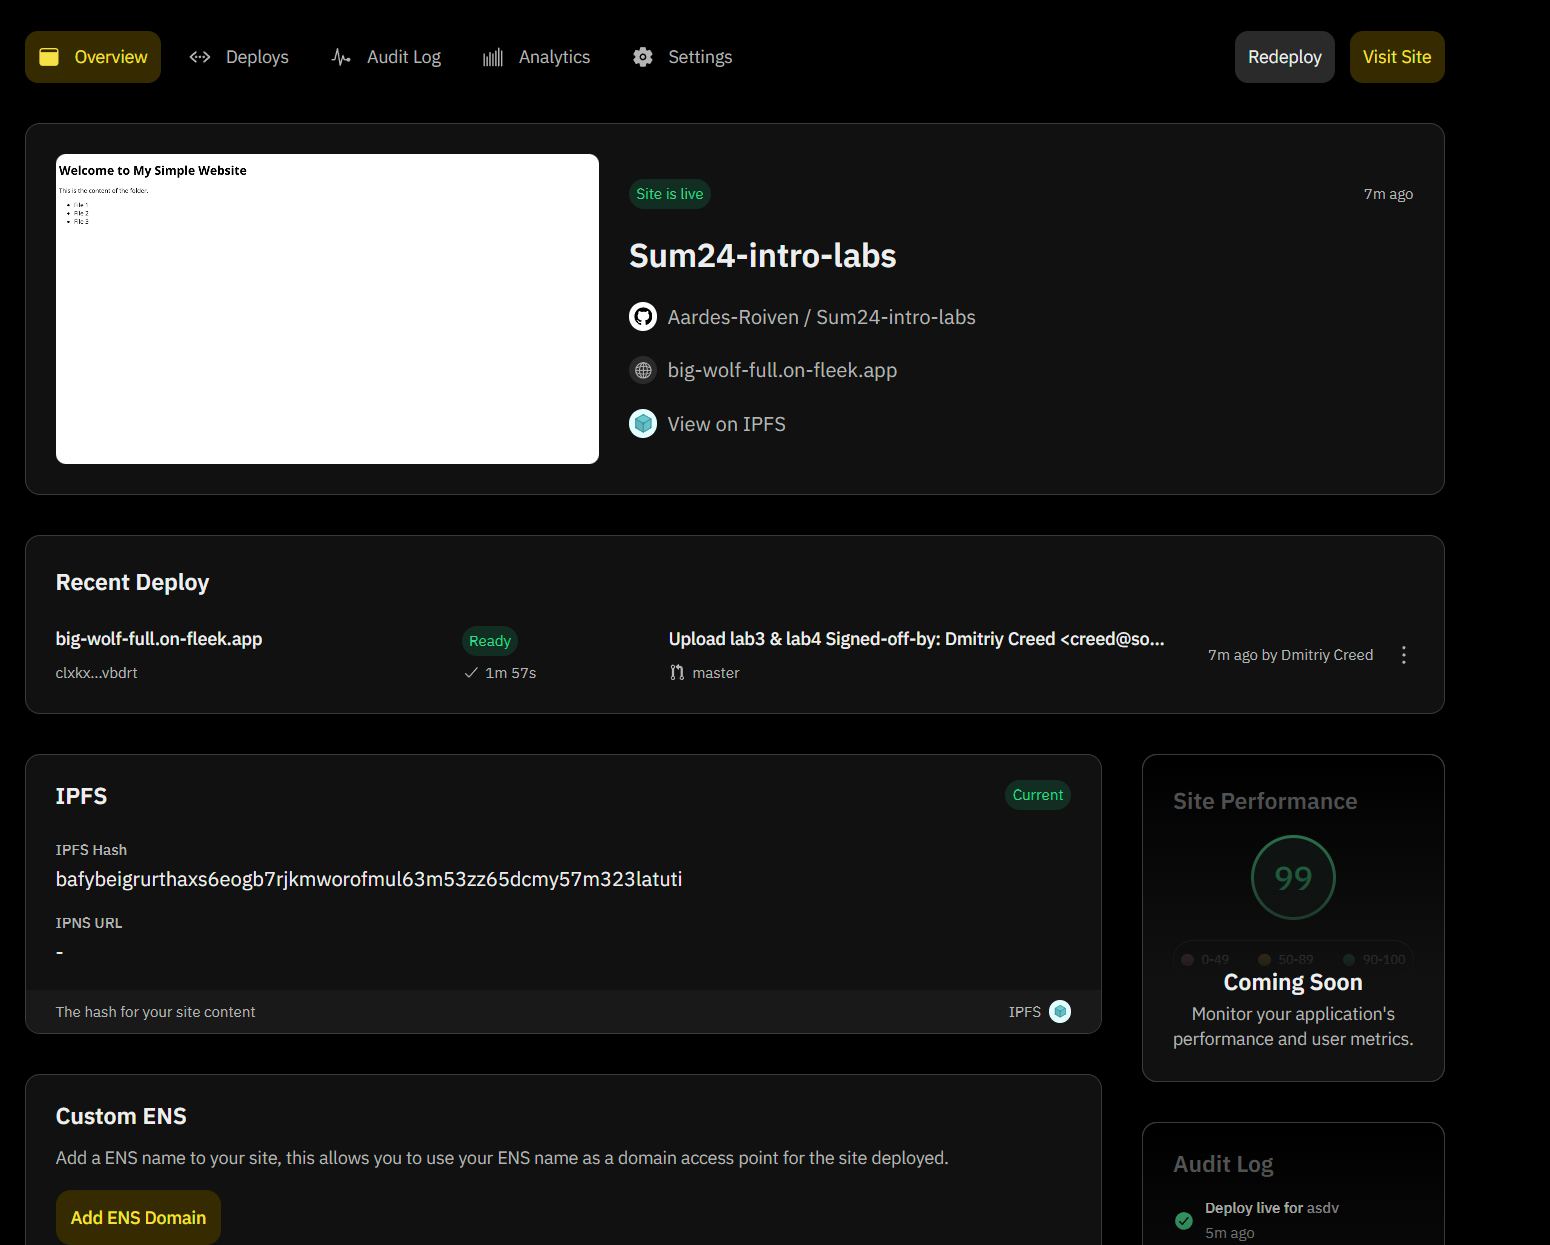 Overview
Deploys
Audit Log
Analytics
Settings
Redeploy
Visit Site
Welcome to My Simple Website
This is the content of the folder.
File 1
File 2
File 3
Site is live
7m ago
Sum24-intro-labs
Aardes-Roiven / Sum24-intro-labs
big-wolf-full.on-fleek.app
View on IPFS
Recent Deploy
big-wolf-full.on-fleek.app
clxkx...vbdrt
Ready
1m 57s
Upload lab3 & lab4 Signed-off-by: Dmitriy Creed <creed@so...
master
7m ago by Dmitriy Creed
IPFS
Current
IPFS Hash
bafybeigrurthaxs6eogb7rjkmworofmul63m53zz65dcmy57m323latuti
IPNS URL
-
The hash for your site content
IPFS
Site Performance
99
0-49 50-89 90-100
Coming Soon
Monitor your application's
performance and user metrics.
Custom ENS
Add a ENS name to your site, this allows you to use your ENS name as a domain access point for the site deployed.
Add ENS Domain
Audit Log
Deploy live for asdv
5m ago